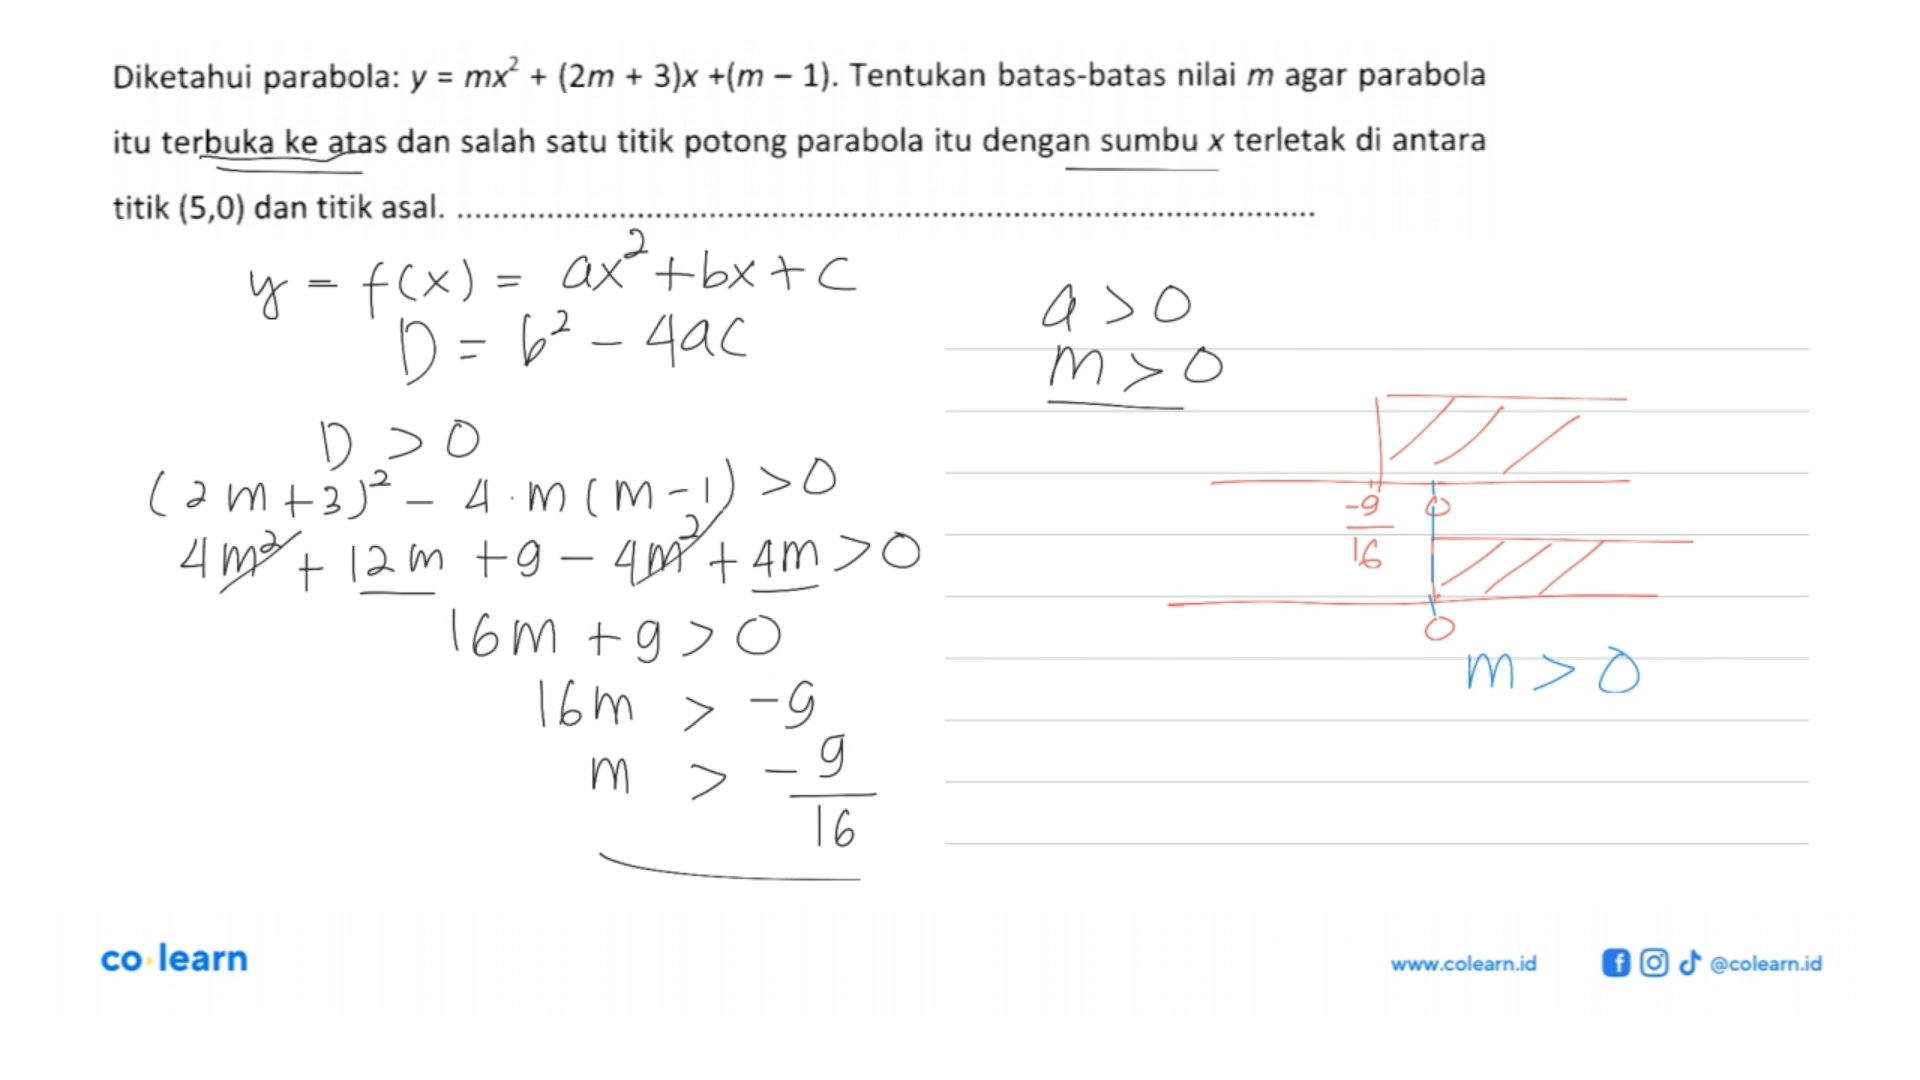 Diketahui parabola: y = mx² + (2m + 3)x +(m – 1). Tentukan batas-batas nilai m agar parabola
itu terbuka ke atas dan salah satu titik potong parabola itu dengan sumbu x terletak di antara
titik (5,0) dan titik asal. ................................................................................................
y = f(x) = ax² + bx + c
D = b² - 4ac
a > 0
m > 0
D > 0
(2m + 3)² - 4 . m (m - 1) > 0
4m² + 12m + 9 - 4m² + 4m > 0
16m + 9 > 0
16m > -9
m > - 9/16
-9/16 0
0
m > 0
co learn
www.colearn.id @colearn.id